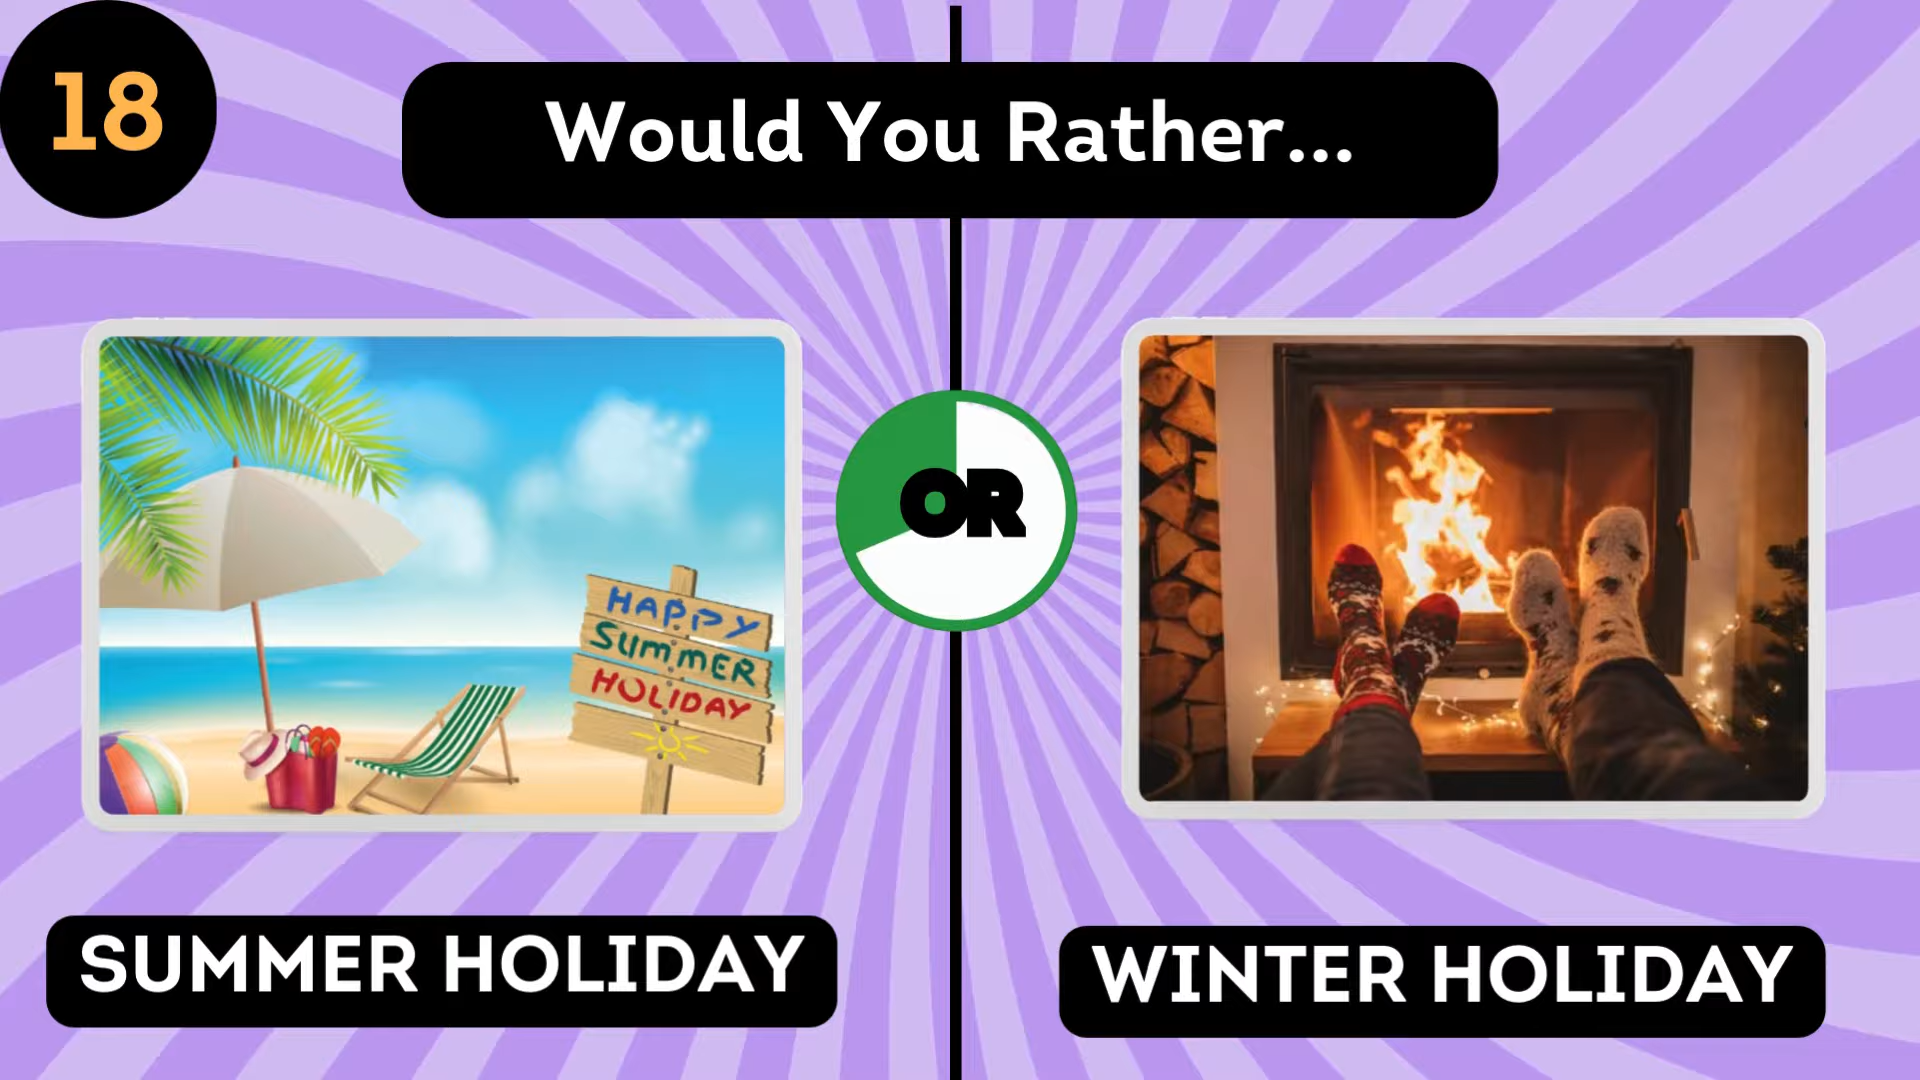 18
Would You Rather...
OR
HAPPY
SUMMER
HOLIDAY
SUMMER HOLIDAY
WINTER HOLIDAY